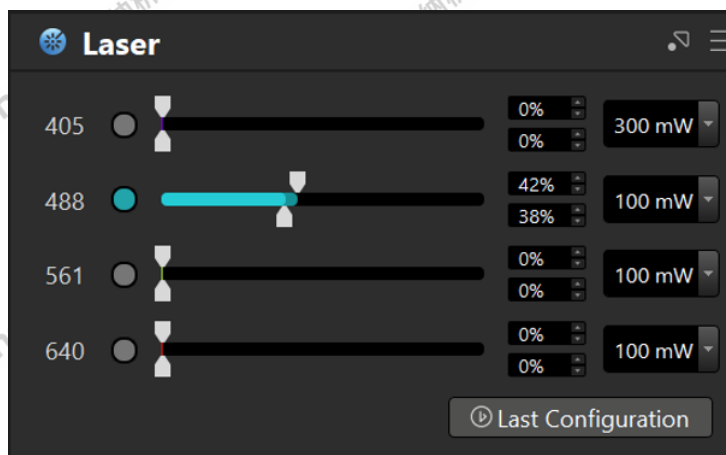 Laser
405 0% 300 mW
0%
488 42% 100 mW
38%
561 0% 100 mW
0%
640 0% 100 mW
0%
Last Configuration